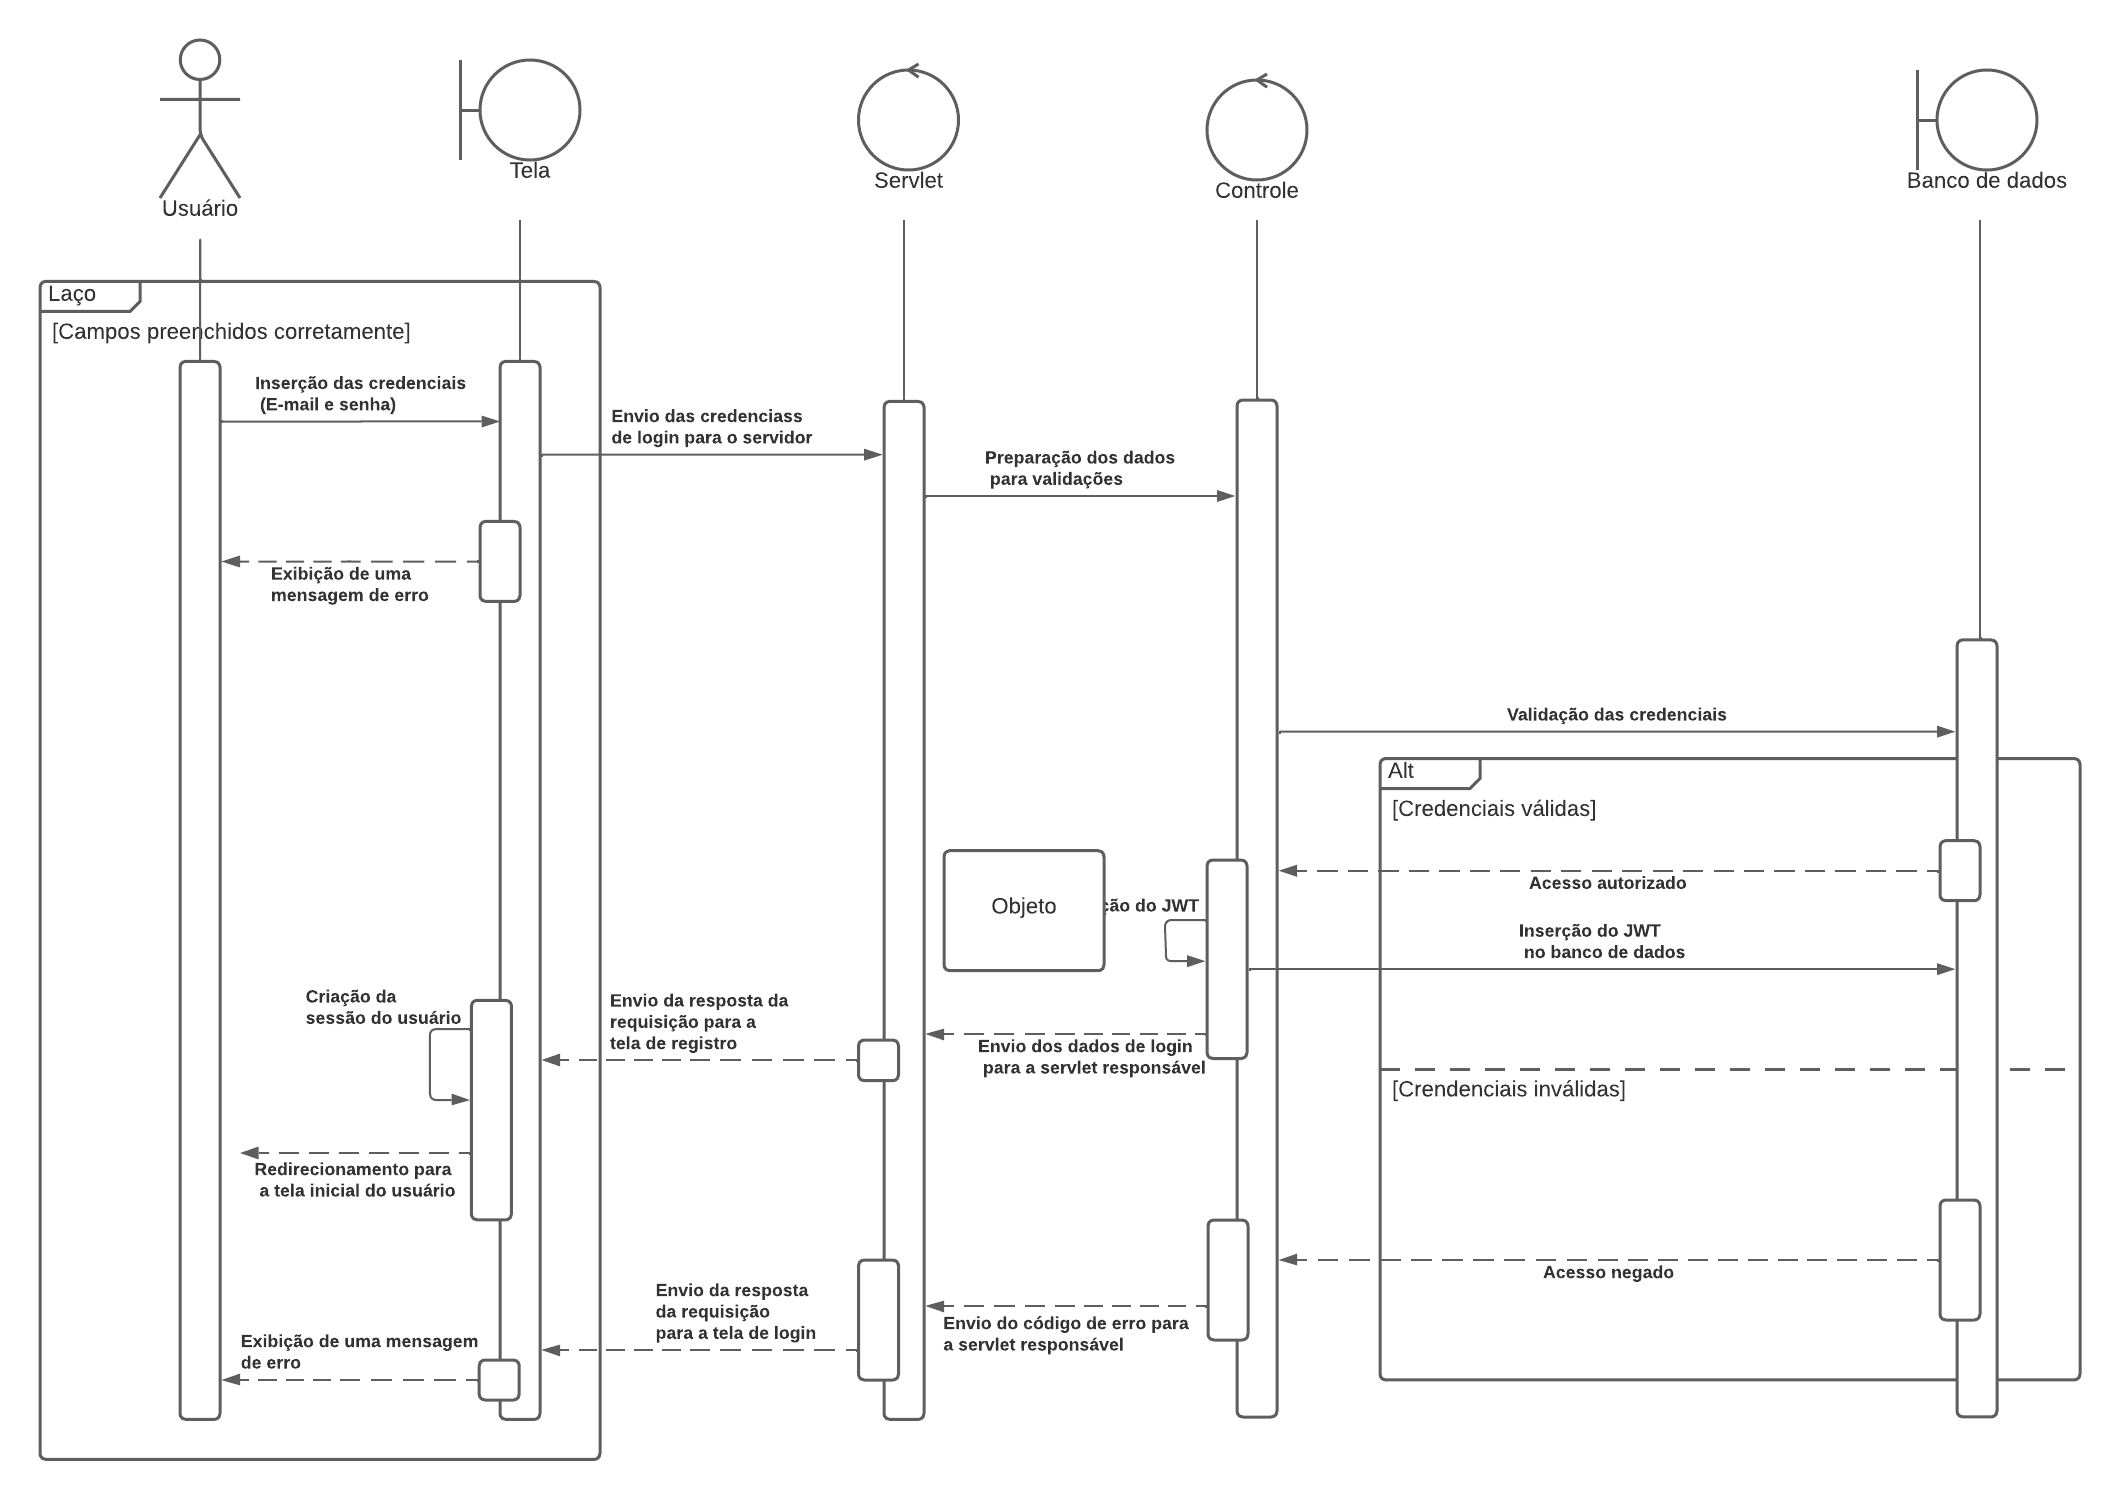 Usuário
Tela
Servlet
Controle
Banco de dados
Laço
[Campos preenchidos corretamente]
Inserção das credenciais
(E-mail e senha)
Envio das credenciass
de login para o servidor
Preparação dos dados
para validações
Exibição de uma
mensagem de erro
Validação das credenciais
Alt
[Credenciais válidas]
Acesso autorizado
Objeto
do JWT
Inserção do JWT
no banco de dados
Criação da
sessão do usuário
Envio da resposta da
requisição para a
tela de registro
Envio dos dados de login
para a servlet responsável
[Crendenciais inválidas]
Redirecionamento para
a tela inicial do usuário
Acesso negado
Envio da resposta
da requisição
para a tela de login
Envio do código de erro para
a servlet responsável
Exibição de uma mensagem
de erro